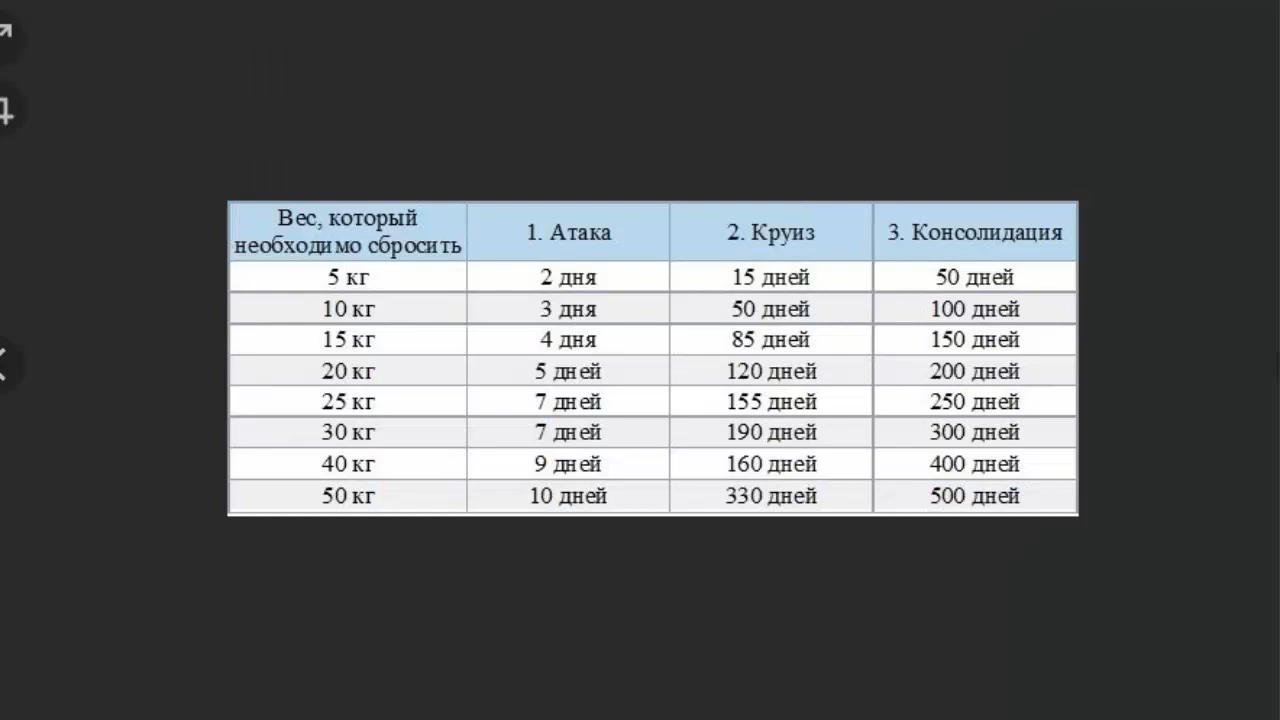 Вес, который
необходимо сбросить
1. Атака
2. Круиз
3. Консолидация
5 кг 2 дня 15 дней 50 дней
10 кг 3 дня 50 дней 100 дней
15 кг 4 дня 85 дней 150 дней
20 кг 5 дней 120 дней 200 дней
25 кг 7 дней 155 дней 250 дней
30 кг 7 дней 190 дней 300 дней
40 кг 9 дней 160 дней 400 дней
50 кг 10 дней 330 дней 500 дней